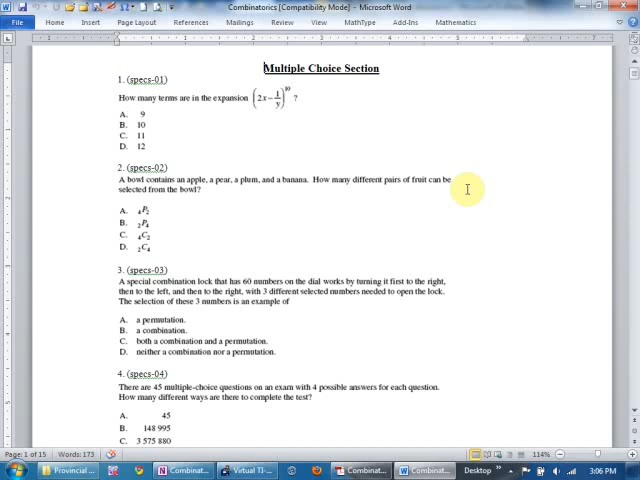 Combinatorics [Compatibility Mode] - Microsoft Word
File Home Insert Page Layout References Mailings Review View MathType Add-Ins Mathematics
Multiple Choice Section
1. (specs-01)
How many terms are in the expansion (2x − 1/y)^10 ?
A. 9
B. 10
C. 11
D. 12
2. (specs-02)
A bowl contains an apple, a pear, a plum, and a banana. How many different pairs of fruit can be
selected from the bowl?
A. ₄P₂
B. ₂P₄
C. ₄C₂
D. ₂C₄
3. (specs-03)
A special combination lock that has 60 numbers on the dial works by turning it first to the right,
then to the left, and then to the right, with 3 different selected numbers needed to open the lock.
The selection of these 3 numbers is an example of
A. a permutation.
B. a combination.
C. both a combination and a permutation.
D. neither a combination nor a permutation.
4. (specs-04)
There are 45 multiple-choice questions on an exam with 4 possible answers for each question.
How many different ways are there to complete the test?
A. 45
B. 148 995
C. 3 575 880
Page: 1 of 15 Words: 173 114%
Provincial Combinat... Virtual TI-... Combinat... Combinat... Desktop 3:06 PM